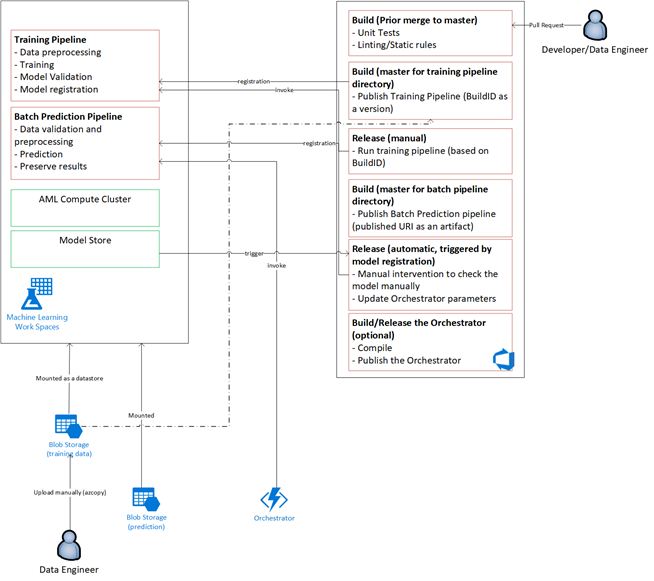 Training Pipeline
- Data preprocessing
- Training
- Model Validation
- Model registration
Batch Prediction Pipeline
- Data validation and
preprocessing
- Prediction
- Preserve results
AML Compute Cluster
Model Store
Machine Learning
Work Spaces
registration
invoke
registration
trigger
invoke
Build (Prior merge to master)
- Unit Tests
- Linting/Static rules
Build (master for training pipeline
directory)
- Publish Training Pipeline (BuildID as
a version)
Release (manual)
- Run training pipeline (based on
BuildID)
Build (master for batch pipeline
directory)
- Publish Batch Prediction pipeline
(published URI as an artifact)
Release (automatic, triggered by
model registration)
- Manual intervention to check the
model manually
- Update Orchestrator parameters
Build/Release the Orchestrator
(optional)
- Compile
- Publish the Orchestrator
Pull Request
Developer/Data Engineer
Mounted as a datastore
Mounted
Blob Storage
(training data)
Upload manually (azcopy)
Blob Storage
(prediction)
Orchestrator
Data Engineer